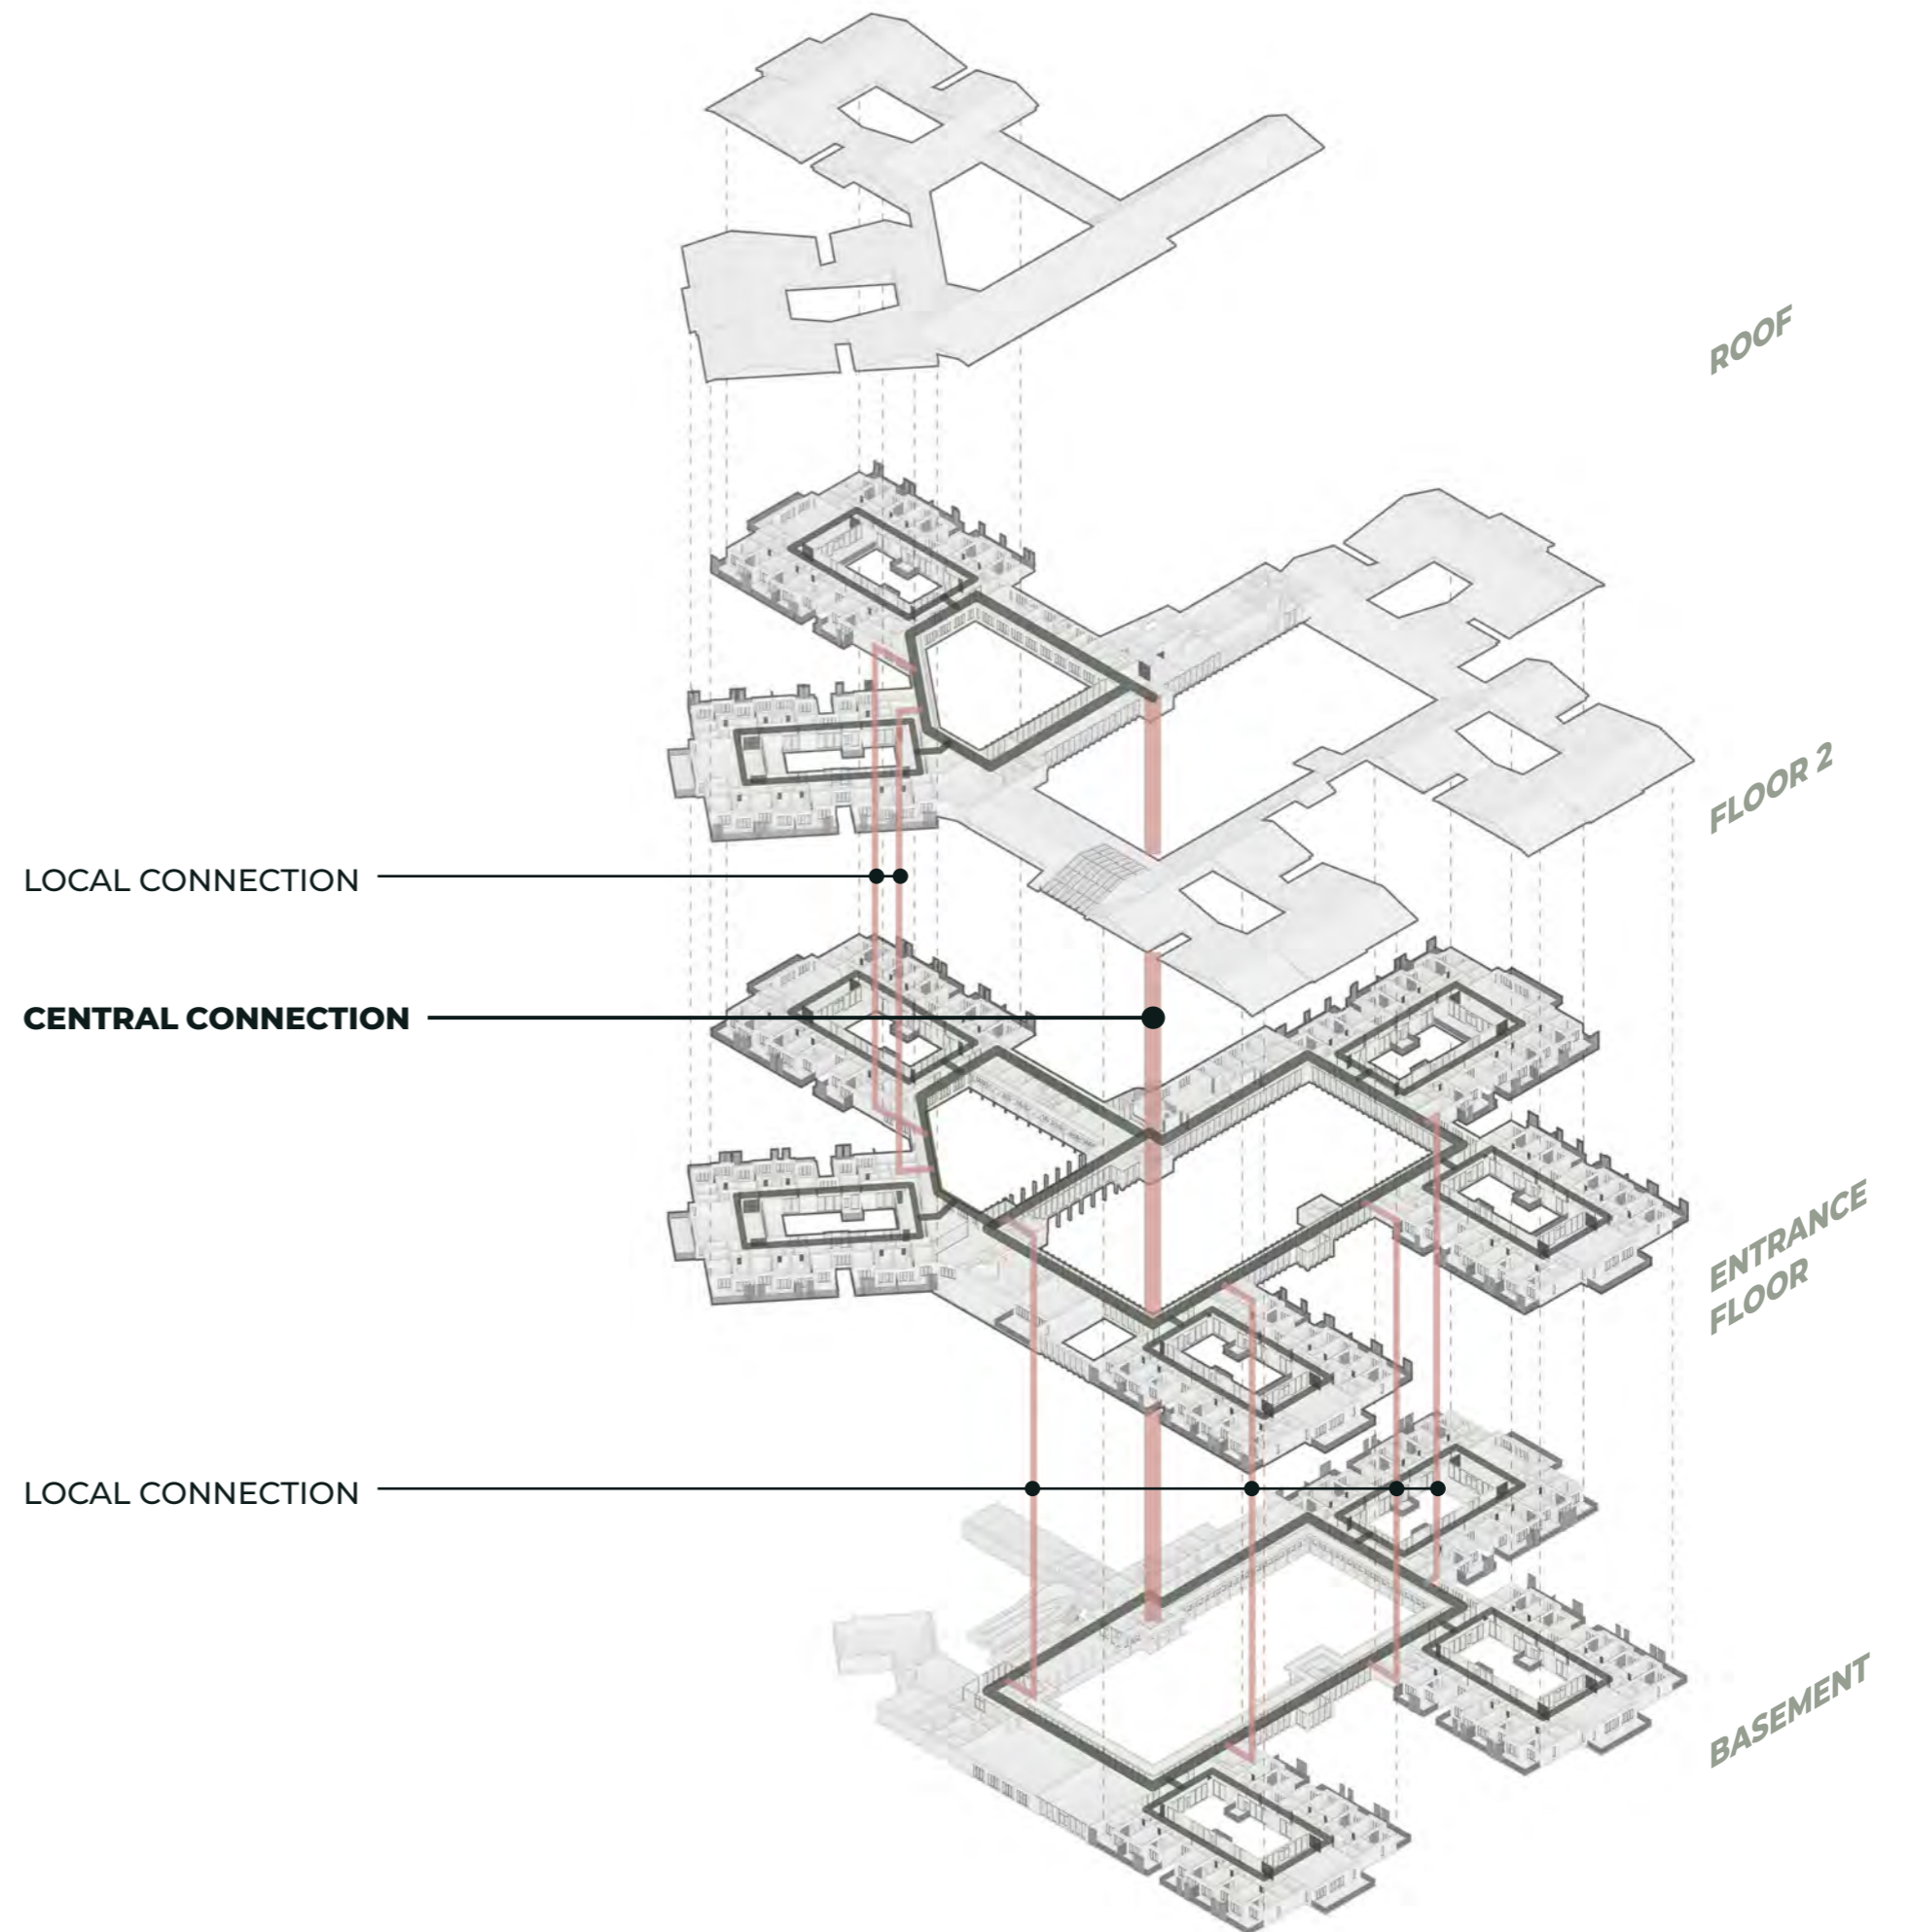 ROOF
FLOOR 2
LOCAL CONNECTION
CENTRAL CONNECTION
ENTRANCE
FLOOR
LOCAL CONNECTION
BASEMENT